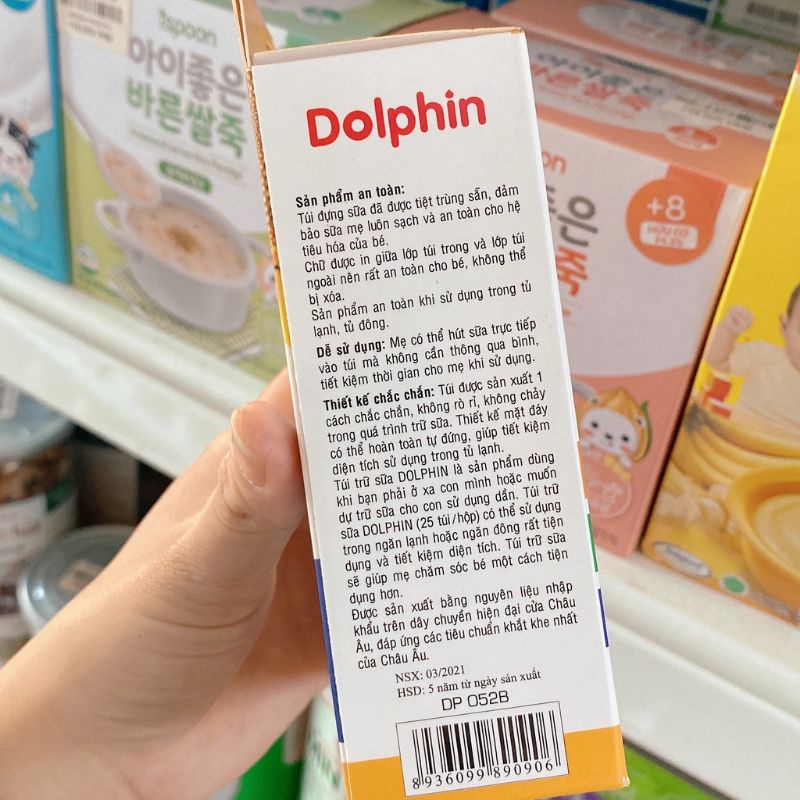 Dolphin
Sản phẩm an toàn:
Túi đựng sữa đã được tiệt trùng sẵn, đảm
bảo sữa mẹ luôn sạch và an toàn cho hệ
tiêu hóa của bé.
Chữ được in giữa lớp túi trong và lớp túi
ngoài nên rất an toàn cho bé, không thể
bị xóa.
Sản phẩm an toàn khi sử dụng trong tủ
lạnh, tủ đông.
Dễ sử dụng: Mẹ có thể hút sữa trực tiếp
vào túi mà không cần thông qua bình,
tiết kiệm thời gian cho mẹ khi sử dụng.
Thiết kế chắc chắn: Túi được sản xuất 1
cách chắc chắn, không rò rỉ, không chảy
trong quá trình trữ sữa. Thiết kế mặt đáy
có thể hoàn toàn tự đứng, giúp tiết kiệm
diện tích sử dụng trong tủ lạnh.
Túi trữ sữa DOLPHIN là sản phẩm dùng
khi bạn phải ở xa con mình hoặc muốn
dự trữ sữa cho con sử dụng dần. Túi trữ
sữa DOLPHIN (25 túi/hộp) có thể sử dụng
trong ngăn lạnh hoặc ngăn đông rất tiện
dụng và tiết kiệm diện tích. Túi trữ sữa
sẽ giúp mẹ chăm sóc bé một cách tiện
dụng hơn.
Được sản xuất bằng nguyên liệu nhập
khẩu trên dây chuyền hiện đại cửa Châu
Âu, đáp ứng các tiêu chuẩn khắt khe nhất
của Châu Âu.
NSX: 03/2021
HSD: 5 năm từ ngày sản xuất
DP 052B
8936099890906
아이좋은
바른쌀죽
+8